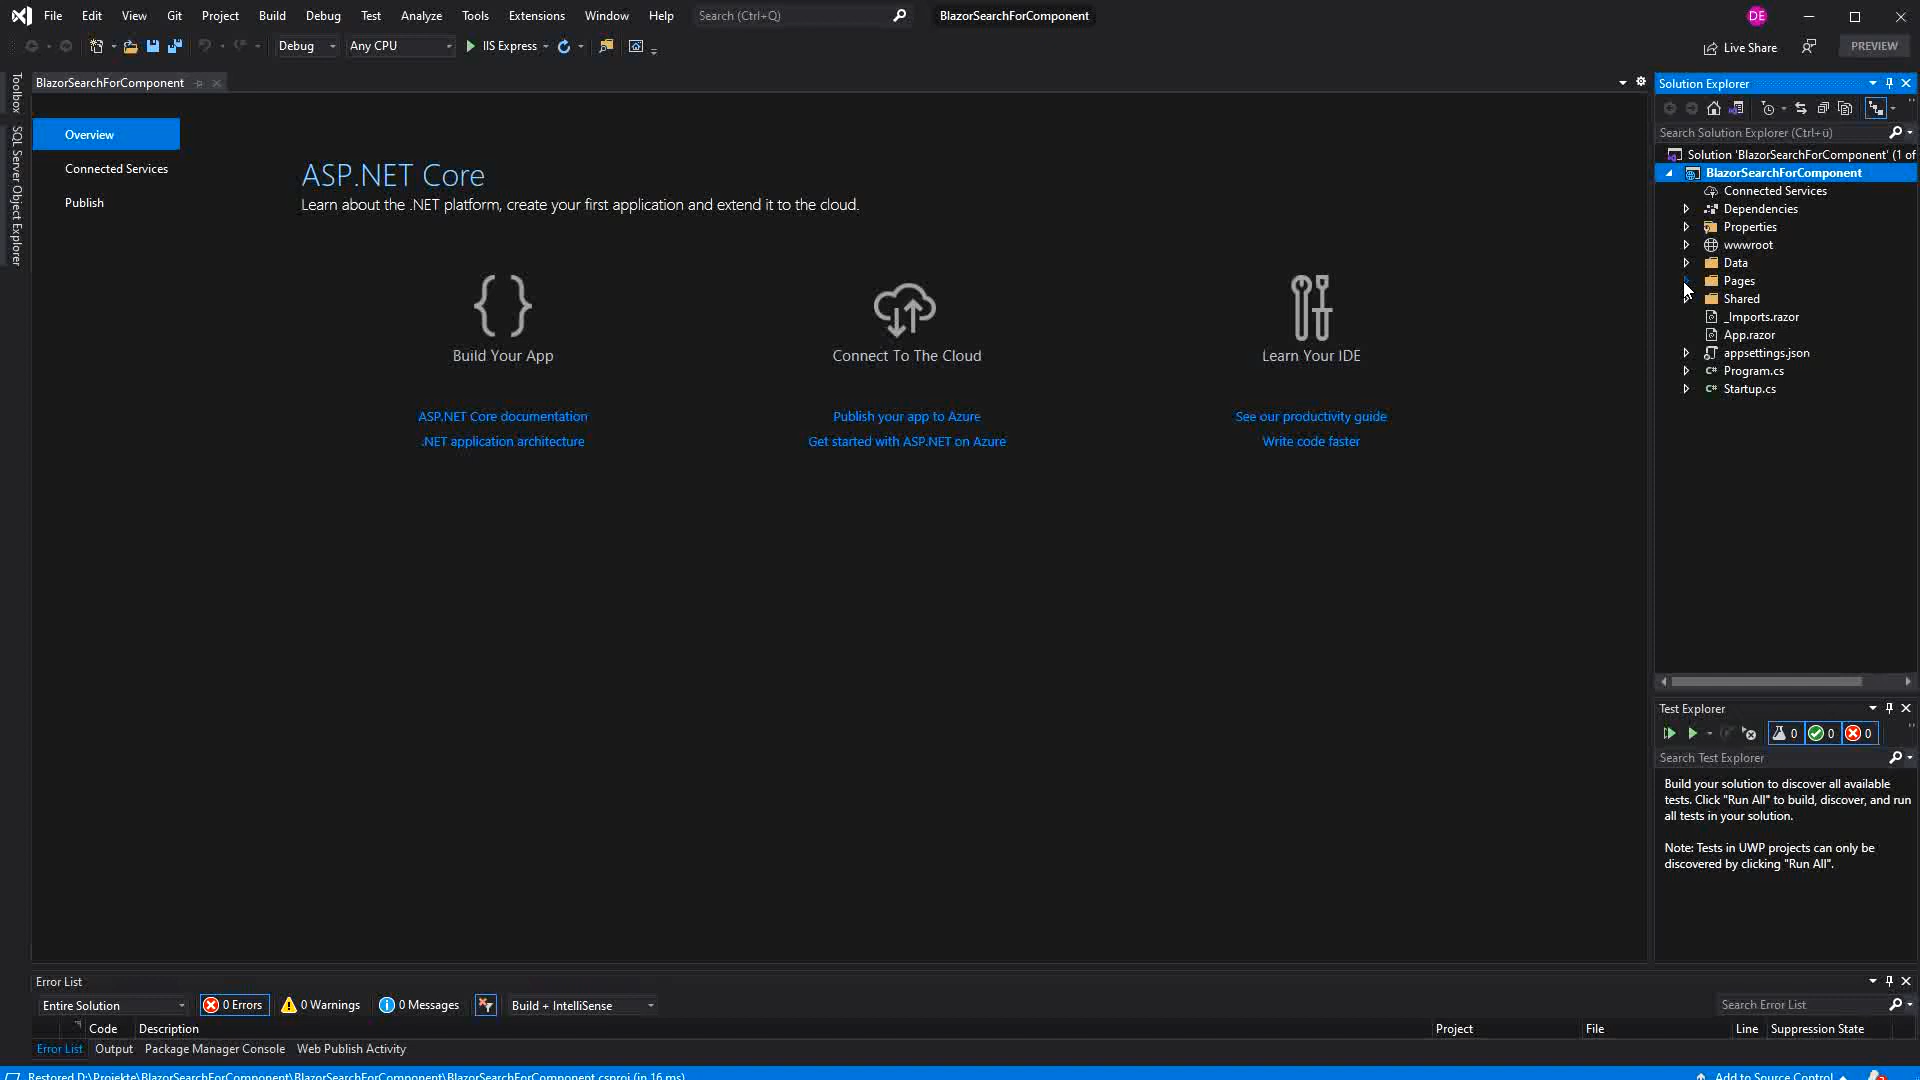 File Edit View Git Project Build Debug Test Analyze Tools Extensions Window Help Search (Ctrl+Q) BlazorSearchForComponent DE
Debug Any CPU IIS Express Live Share PREVIEW
Toolbox
SQL Server Object Explorer
BlazorSearchForComponent
Overview
Connected Services
Publish
ASP.NET Core
Learn about the .NET platform, create your first application and extend it to the cloud.
Build Your App
ASP.NET Core documentation
.NET application architecture
Connect To The Cloud
Publish your app to Azure
Get started with ASP.NET on Azure
Learn Your IDE
See our productivity guide
Write code faster
Solution Explorer
Search Solution Explorer (Ctrl+ü)
Solution 'BlazorSearchForComponent' (1 of
BlazorSearchForComponent
Connected Services
Dependencies
Properties
wwwroot
Data
Pages
Shared
_Imports.razor
App.razor
appsettings.json
C# Program.cs
C# Startup.cs
Test Explorer
0 0 0
Search Test Explorer
Build your solution to discover all available
tests. Click "Run All" to build, discover, and run
all tests in your solution.
Note: Tests in UWP projects can only be
discovered by clicking "Run All".
Error List
Entire Solution 0 Errors 0 Warnings 0 Messages Build + IntelliSense Search Error List
Code Description Project File Line Suppression State
Error List Output Package Manager Console Web Publish Activity
Restored D:\Projekte\BlazorSearchForComponent\BlazorSearchForComponent\BlazorSearchForComponent.csproj (in 16 ms) Add to Source Control